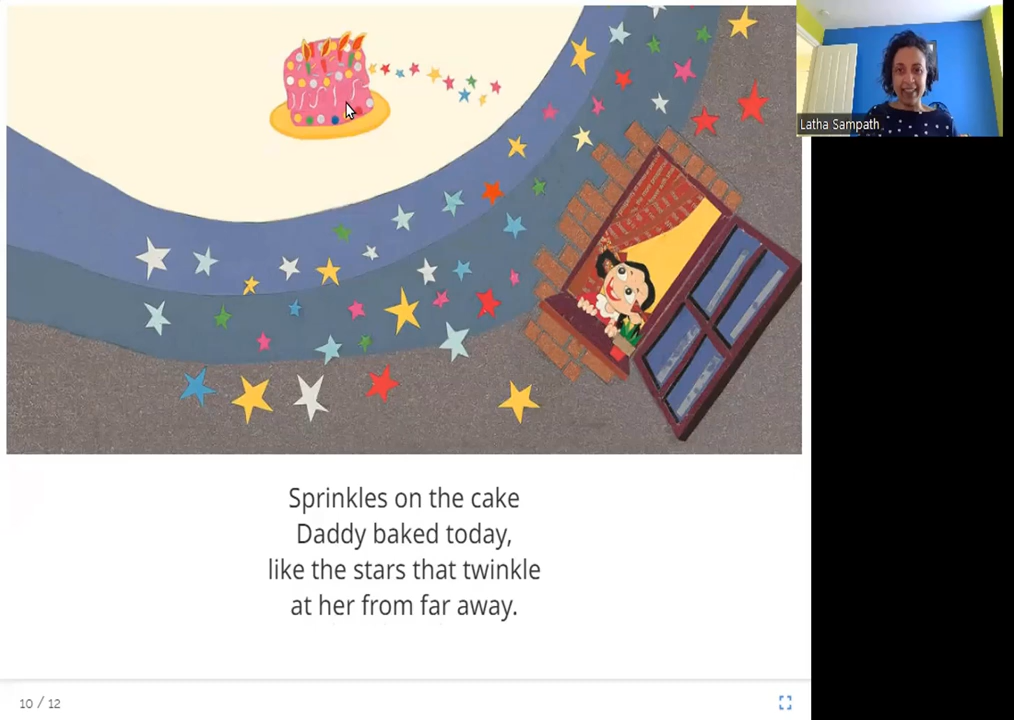 Latha Sampath
Sprinkles on the cake
Daddy baked today,
like the stars that twinkle
at her from far away.
10 / 12